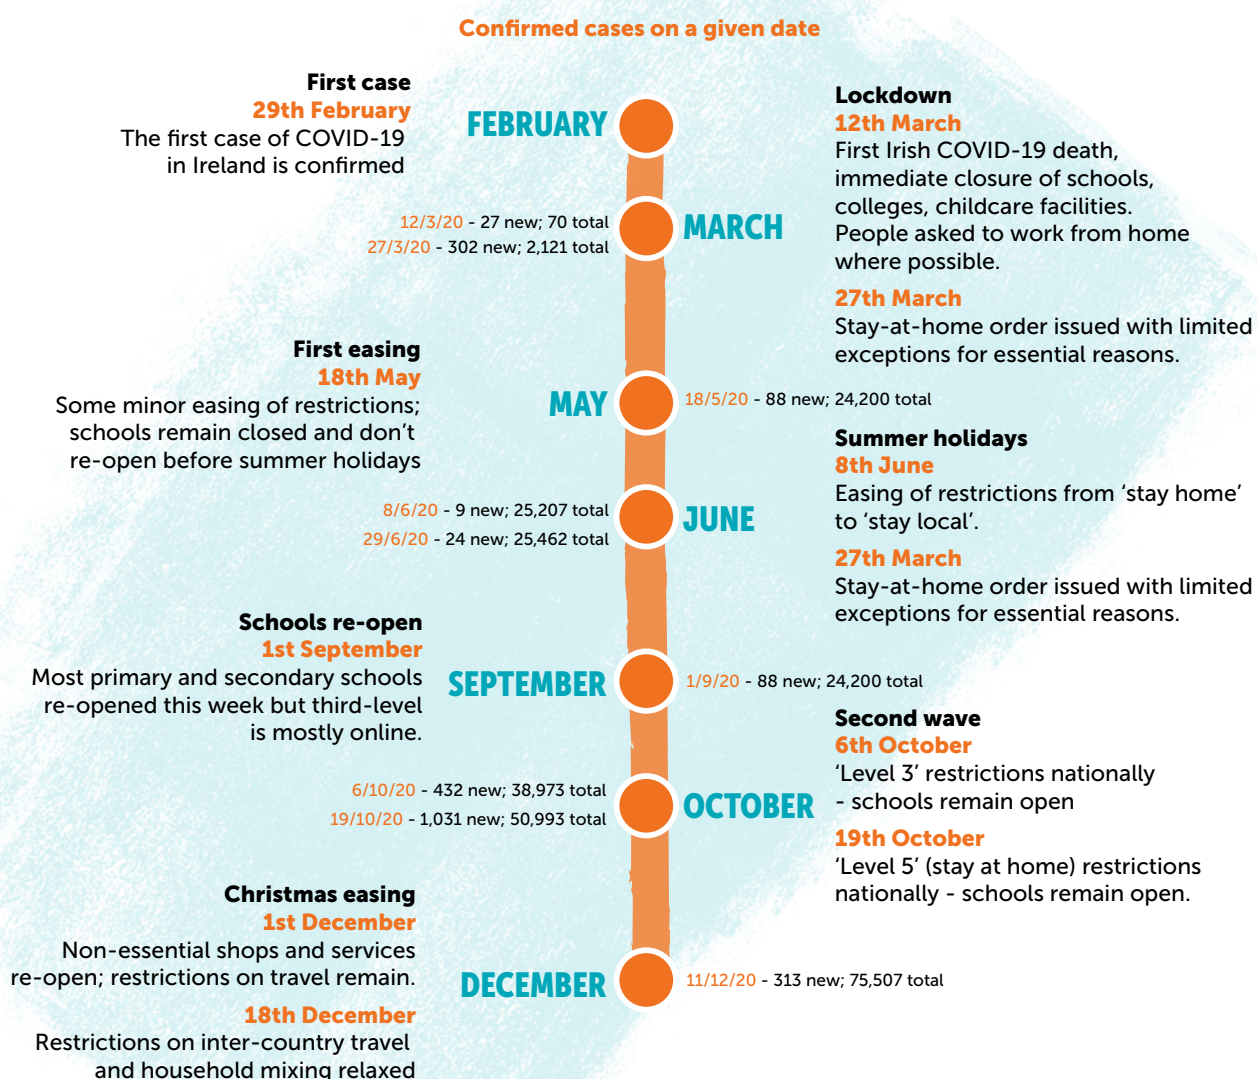 Confirmed cases on a given date
First case
29th February
The first case of COVID-19
in Ireland is confirmed
FEBRUARY
Lockdown
12th March
First Irish COVID-19 death,
immediate closure of schools,
colleges, childcare facilities.
People asked to work from home
where possible.
27th March
Stay-at-home order issued with limited
exceptions for essential reasons.
12/3/20 - 27 new; 70 total
27/3/20 - 302 new; 2,121 total
MARCH
First easing
18th May
Some minor easing of restrictions;
schools remain closed and don't
re-open before summer holidays
MAY
18/5/20 - 88 new; 24,200 total
Summer holidays
8th June
Easing of restrictions from ‘stay home’
to ‘stay local’.
27th March
Stay-at-home order issued with limited
exceptions for essential reasons.
8/6/20 - 9 new; 25,207 total
29/6/20 - 24 new; 25,462 total
JUNE
Schools re-open
1st September
Most primary and secondary schools
re-opened this week but third-level
is mostly online.
SEPTEMBER
1/9/20 - 88 new; 24,200 total
Second wave
6th October
‘Level 3’ restrictions nationally
- schools remain open
19th October
‘Level 5’ (stay at home) restrictions
nationally - schools remain open.
6/10/20 - 432 new; 38,973 total
19/10/20 - 1,031 new; 50,993 total
OCTOBER
Christmas easing
1st December
Non-essential shops and services
re-open; restrictions on travel remain.
18th December
Restrictions on inter-country travel
and household mixing relaxed
DECEMBER
11/12/20 - 313 new; 75,507 total